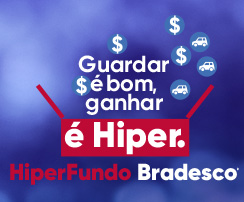 Guardar
é bom,
ganhar
é Hiper.
HiperFundo Bradesco